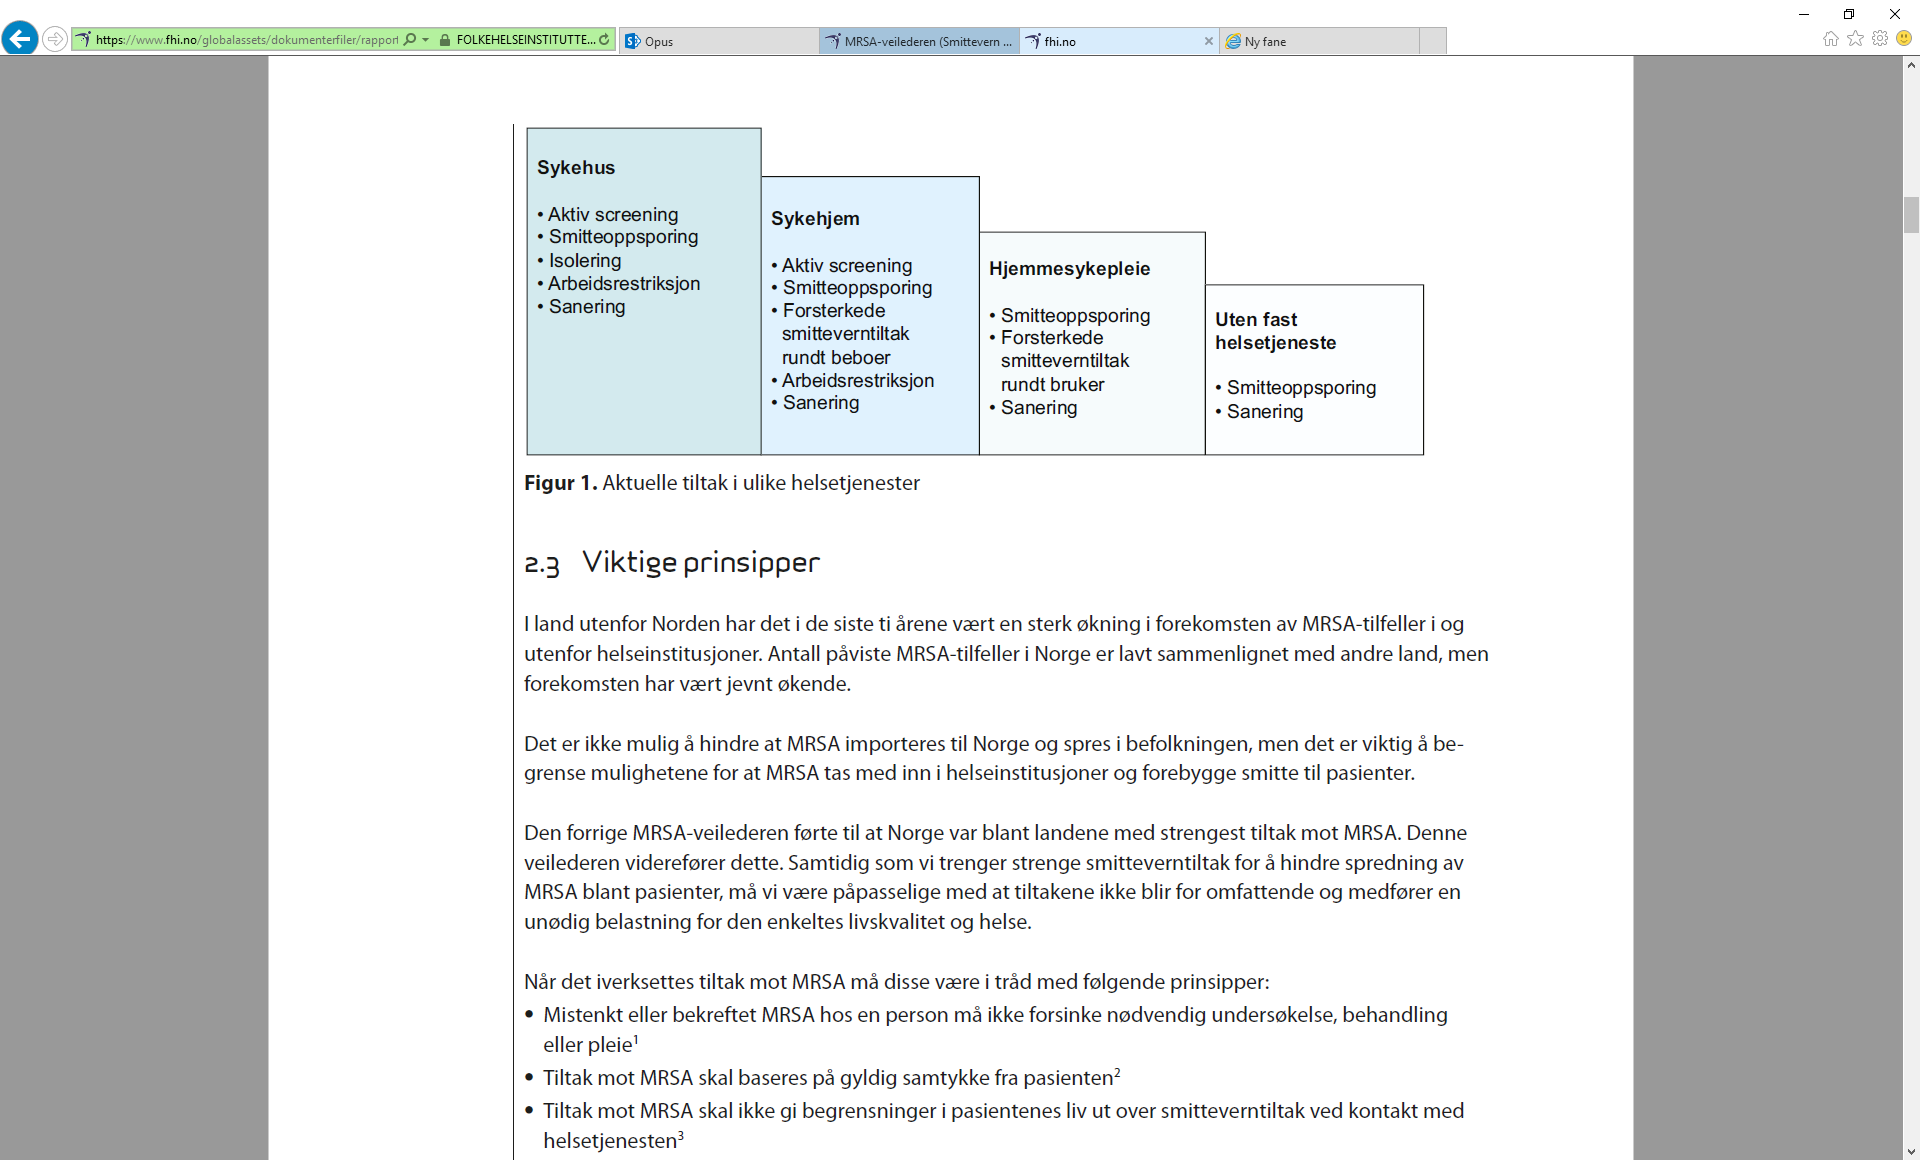 https://www.fhi.no/globalassets/dokumenterfiler/rapport
FOLKEHELSEINSTITUTTE...
Opus
MRSA-veilederen (Smittevern ...
fhi.no
Ny fane
Sykehus
• Aktiv screening
• Smitteoppsporing
• Isolering
• Arbeidsrestriksjon
• Sanering
Sykehjem
• Aktiv screening
• Smitteoppsporing
• Forsterkede
smitteverntiltak
rundt beboer
• Arbeidsrestriksjon
• Sanering
Hjemmesykepleie
• Smitteoppsporing
• Forsterkede
smitteverntiltak
rundt bruker
• Sanering
Uten fast
helsetjeneste
• Smitteoppsporing
• Sanering
Figur 1. Aktuelle tiltak i ulike helsetjenester
2.3 Viktige prinsipper
I land utenfor Norden har det i de siste ti årene vært en sterk økning i forekomsten av MRSA-tilfeller i og
utenfor helseinstitusjoner. Antall påviste MRSA-tilfeller i Norge er lavt sammenlignet med andre land, men
forekomsten har vært jevnt økende.
Det er ikke mulig å hindre at MRSA importeres til Norge og spres i befolkningen, men det er viktig å be-
grense mulighetene for at MRSA tas med inn i helseinstitusjoner og forebygge smitte til pasienter.
Den forrige MRSA-veilederen førte til at Norge var blant landene med strengest tiltak mot MRSA. Denne
veilederen viderefører dette. Samtidig som vi trenger strenge smitteverntiltak for å hindre spredning av
MRSA blant pasienter, må vi være påpasselige med at tiltakene ikke blir for omfattende og medfører en
unødig belastning for den enkeltes livskvalitet og helse.
Når det iverksettes tiltak mot MRSA må disse være i tråd med følgende prinsipper:
• Mistenkt eller bekreftet MRSA hos en person må ikke forsinke nødvendig undersøkelse, behandling
eller pleie¹
• Tiltak mot MRSA skal baseres på gyldig samtykke fra pasienten²
• Tiltak mot MRSA skal ikke gi begrensninger i pasientenes liv ut over smitteverntiltak ved kontakt med
helsetjenesten³